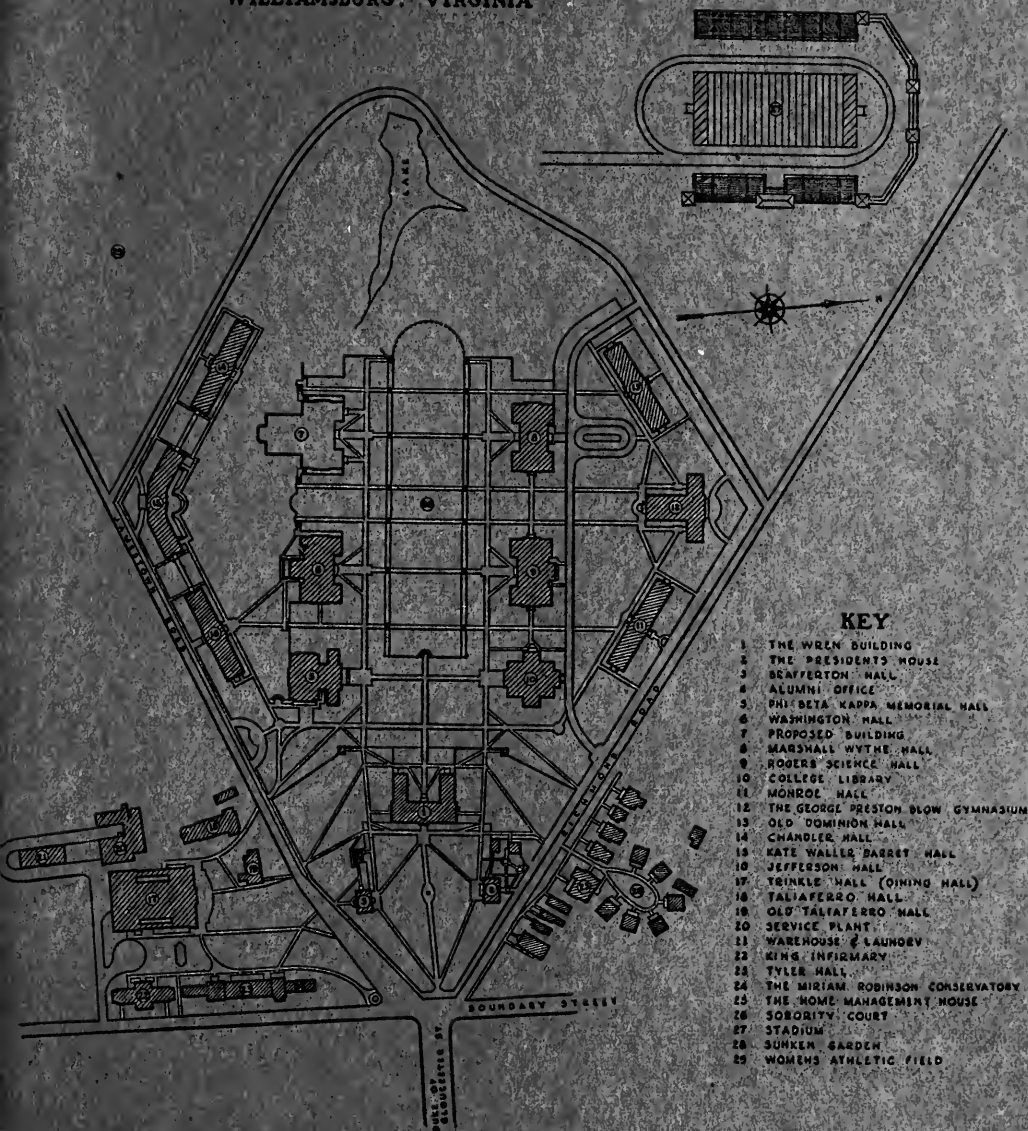 WILLIAMSBURG, VIRGINIA
LAKE
N
JAMESTOWN ROAD
RICHMOND ROAD
BOUNDARY STREET
DUKE OF
GLOUCESTER ST.
KEY
1 THE WREN BUILDING
2 THE PRESIDENTS HOUSE
3 BRAFFERTON HALL
4 ALUMNI OFFICE
5 PHI BETA KAPPA MEMORIAL HALL
6 WASHINGTON HALL
7 PROPOSED BUILDING
8 MARSHALL WYTHE HALL
9 ROGERS SCIENCE HALL
10 COLLEGE LIBRARY
11 MONROE HALL
12 THE GEORGE PRESTON BLOW GYMNASIUM
13 OLD DOMINION HALL
14 CHANDLER HALL
15 KATE WALLER BARRET HALL
16 JEFFERSON HALL
17 TRINKLE HALL (DINING HALL)
18 TALIAFERRO HALL
19 OLD TALIAFERRO HALL
20 SERVICE PLANT
21 WAREHOUSE & LAUNDRY
22 KING INFIRMARY
23 TYLER HALL
24 THE MIRIAM ROBINSON CONSERVATORY
25 THE HOME MANAGEMENT HOUSE
26 SORORITY COURT
27 STADIUM
28 SUNKEN GARDEN
29 WOMENS ATHLETIC FIELD